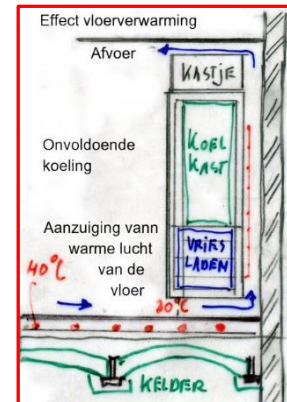 Effect vloerverwarming
Afvoer
KASTJE
KOEL
KAST
Onvoldoende
koeling
Aanzuiging vann
warme lucht
van de
vloer
VRIES
LADEN
40°C
20°C
KELDER